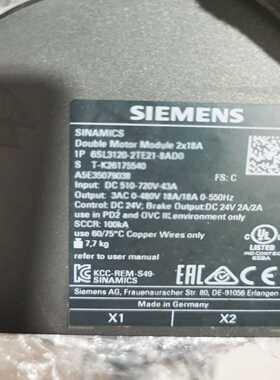 SIEMENS
SINAMICS
Double Motor Module 2x18A
1P 6SL3120-2TE21-8AD0
S T-K26175540
A5E35079038
FS: C
Input: DC 510-720V 43A
Output: 3AC 0-480V 18A/18A 0-550Hz
Control: DC 24V; Brake Output:DC 24V 2A/2A
use in PD2 and OVC III environment only
SCCR: 100kA
use 60/75°C Copper Wires only
7,7 kg
refer to user manual
LISTED
KCC-REM-S49-
SINAMICS
EAC
Siemens AG, Frauenauracher Str. 80, DE-91056 Erlangen
Made in Germany
X1 X2